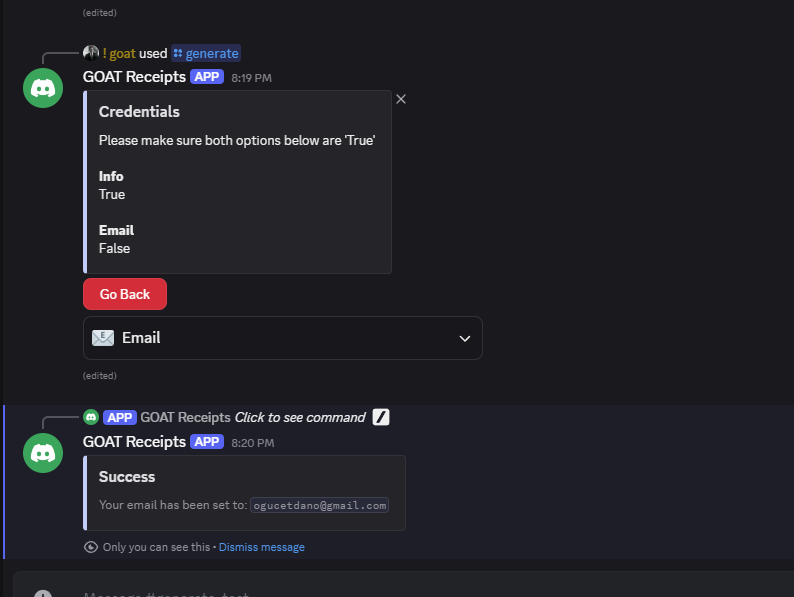 (edited)
! goat used generate
GOAT Receipts APP 8:19 PM
Credentials
Please make sure both options below are 'True'
Info
True
Email
False
Go Back
E Email
(edited)
APP GOAT Receipts Click to see command /
GOAT Receipts APP 8:20 PM
Success
Your email has been set to: ogucetdano@gmail.com
Only you can see this • Dismiss message
Message #generate-test